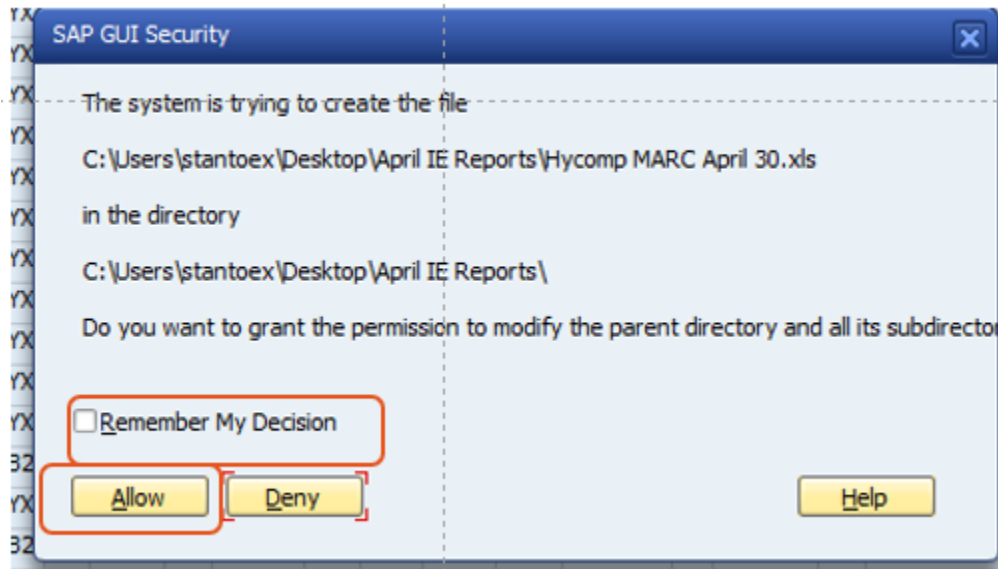 SAP GUI Security
The system is trying to create the file
C:\Users\stantoex\Desktop\April IE Reports\Hycomp MARC April 30.xls
in the directory
C:\Users\stantoex\Desktop\April IE Reports\
Do you want to grant the permission to modify the parent directory and all its
Remember My Decision
Allow
Deny
Help